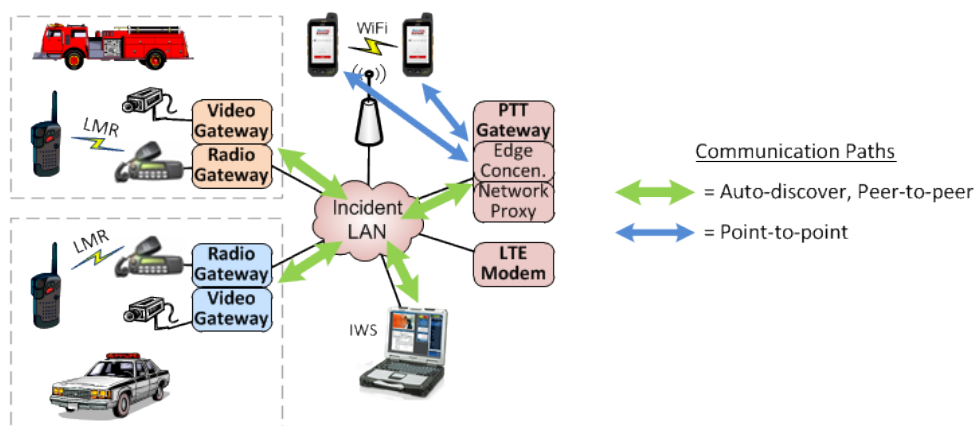 WiFi
LMR
Video
Gateway
Radio
Gateway
PTT
Gateway
Edge
Concen.
Network
Proxy
Incident
LAN
LTE
Modem
LMR
Radio
Gateway
Video
Gateway
IWS
Communication Paths
= Auto-discover, Peer-to-peer
= Point-to-point